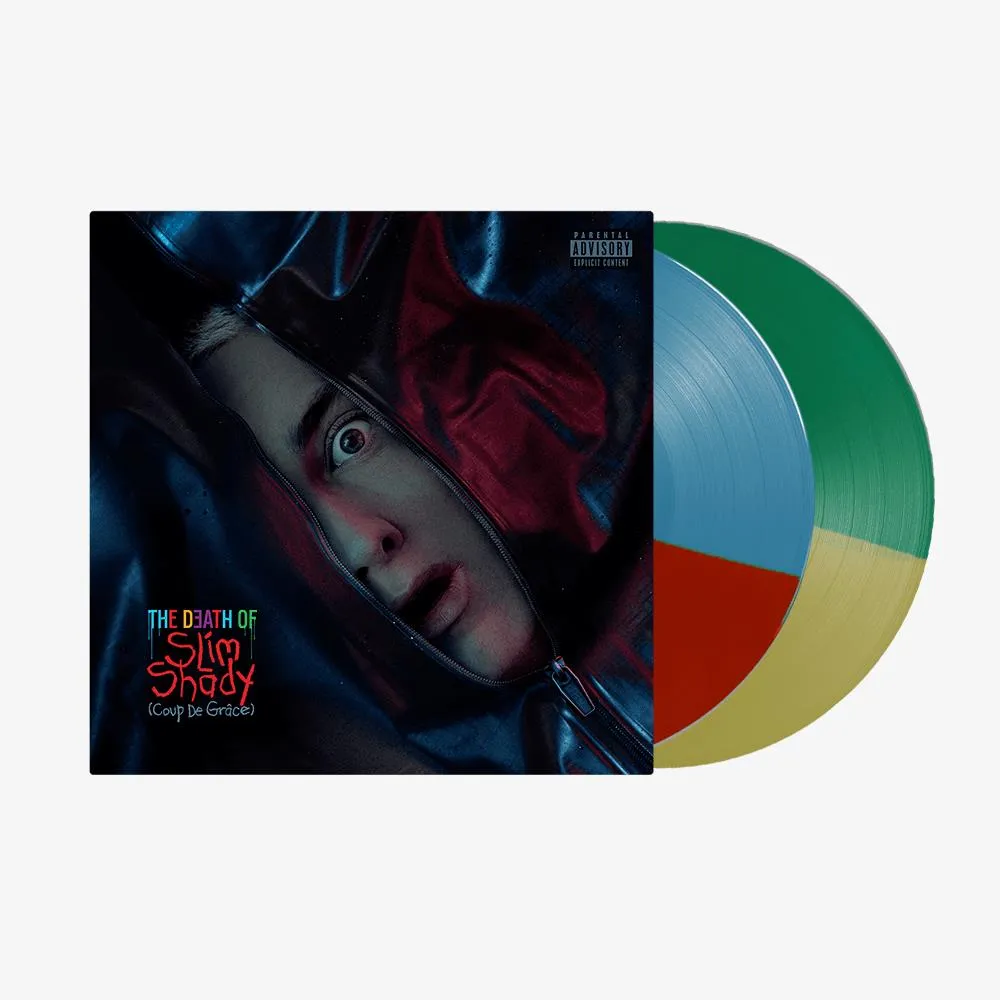 PARENTAL
ADVISORY
EXPLICIT CONTENT
THE DEATH OF
Slim
Shady
(Coup De Grâce)